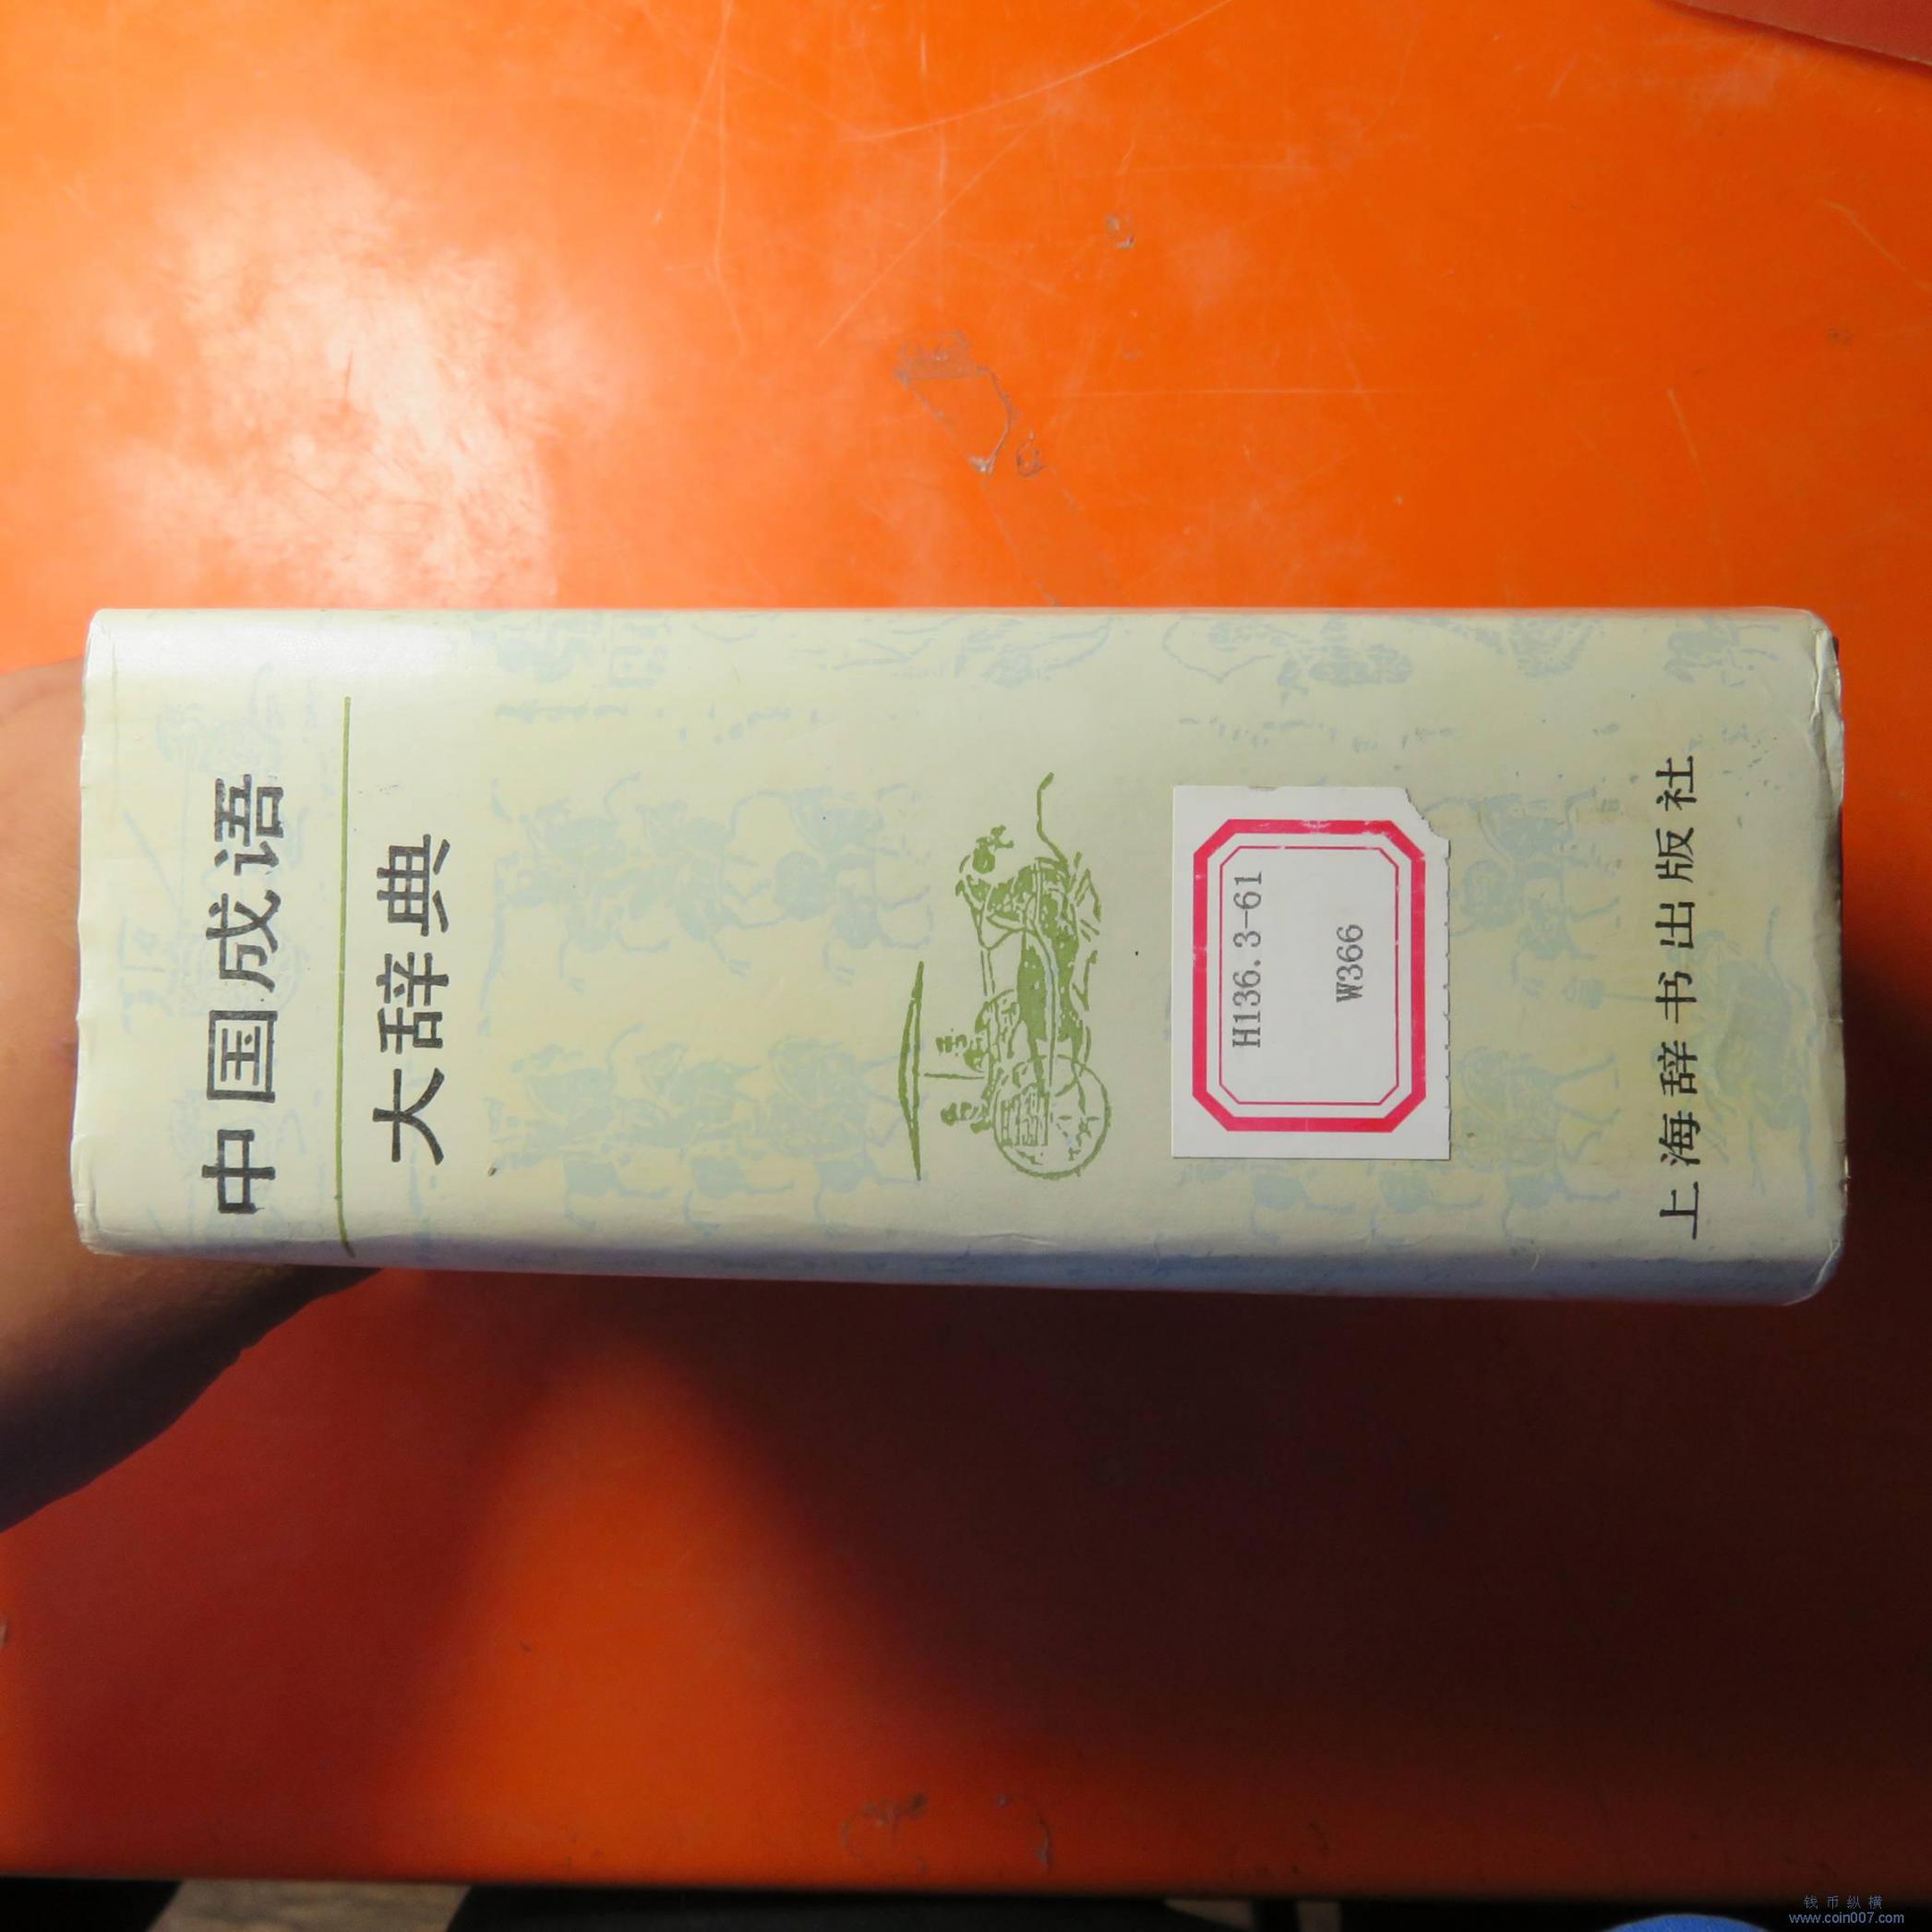 中国成语
大辞典
H136.3-61
W366
上海辞书出版社
钱币纵横
www.coin007.com